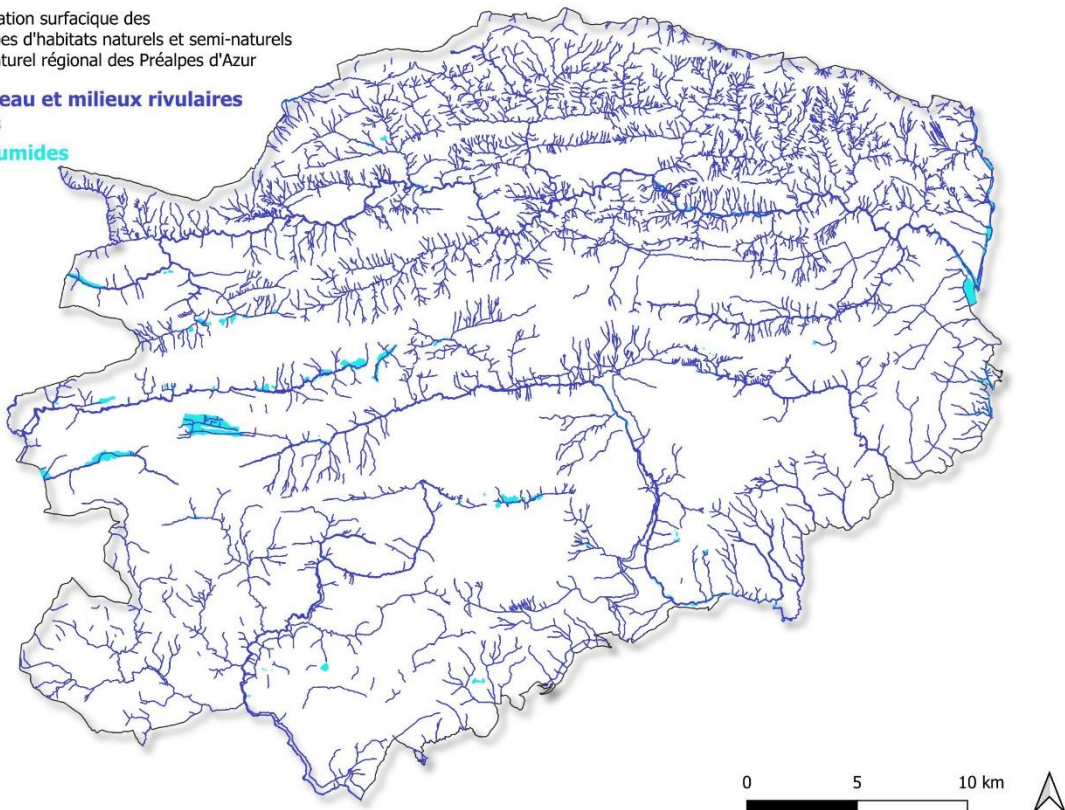 ation surfacique des
es d'habitats naturels et semi-naturels
aturel régional des Préalpes d'Azur
eau et milieux rivulaires
umides
0 5 10 km